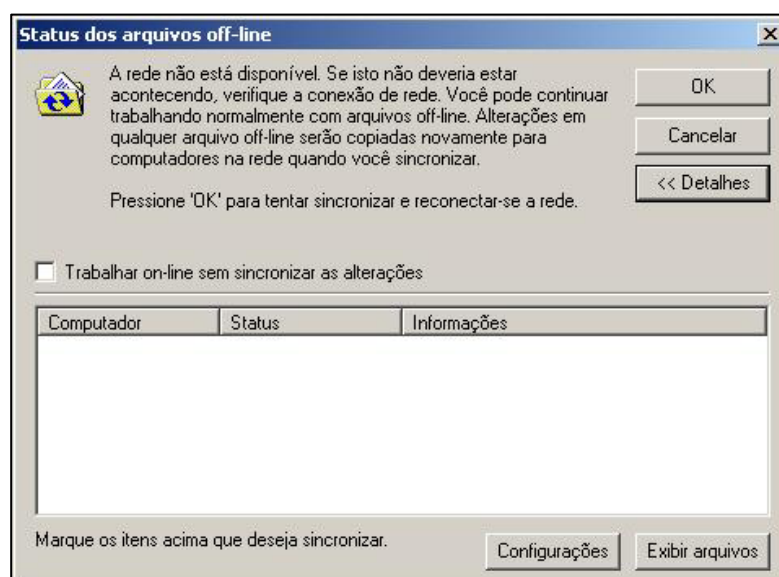 Status dos arquivos off-line
A rede não está disponível. Se isto não deveria estar
acontecendo, verifique a conexão de rede. Você pode continuar
trabalhando normalmente com arquivos off-line. Alterações em
qualquer arquivo off-line serão copiadas novamente para
computadores na rede quando você sincronizar.
Pressione 'OK' para tentar sincronizar e reconectar-se a rede.
OK
Cancelar
<< Detalhes
Trabalhar on-line sem sincronizar as alterações
Computador Status Informações
Marque os itens acima que deseja sincronizar.
Configurações Exibir arquivos